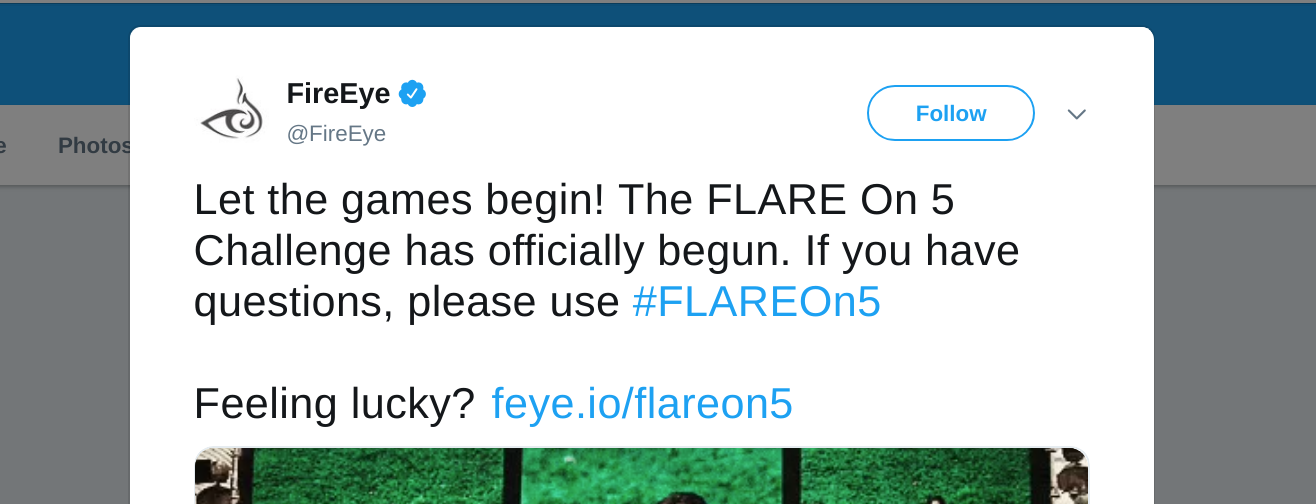 FireEye
@FireEye
Follow
Photos
Let the games begin! The FLARE On 5
Challenge has officially begun. If you have
questions, please use #FLAREOn5
Feeling lucky? feye.io/flareon5